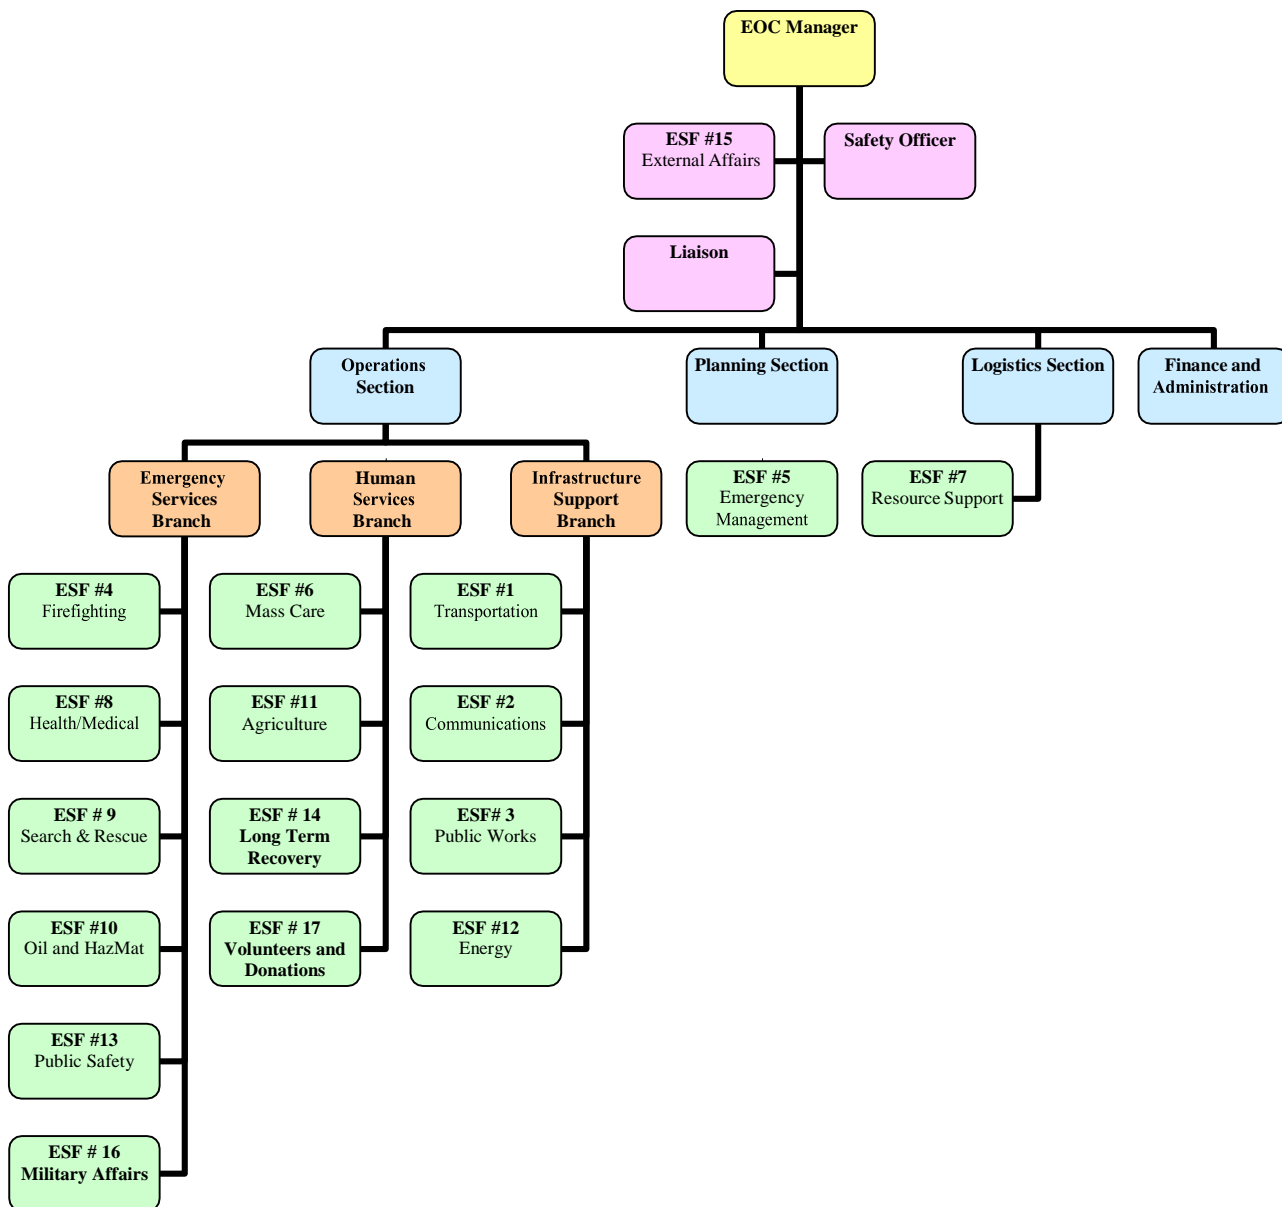 EOC Manager
ESF #15
External Affairs
Safety Officer
Liaison
Operations
Section
Planning Section
Logistics Section
Finance and
Administration
Emergency
Services
Branch
Human
Services
Branch
Infrastructure
Support
Branch
ESF #5
Emergency
Management
ESF #7
Resource Support
ESF #4
Firefighting
ESF #6
Mass Care
ESF #1
Transportation
ESF #8
Health/Medical
ESF #11
Agriculture
ESF #2
Communications
ESF # 9
Search & Rescue
ESF # 14
Long Term
Recovery
ESF# 3
Public Works
ESF #10
Oil and HazMat
ESF # 17
Volunteers and
Donations
ESF #12
Energy
ESF #13
Public Safety
ESF # 16
Military Affairs